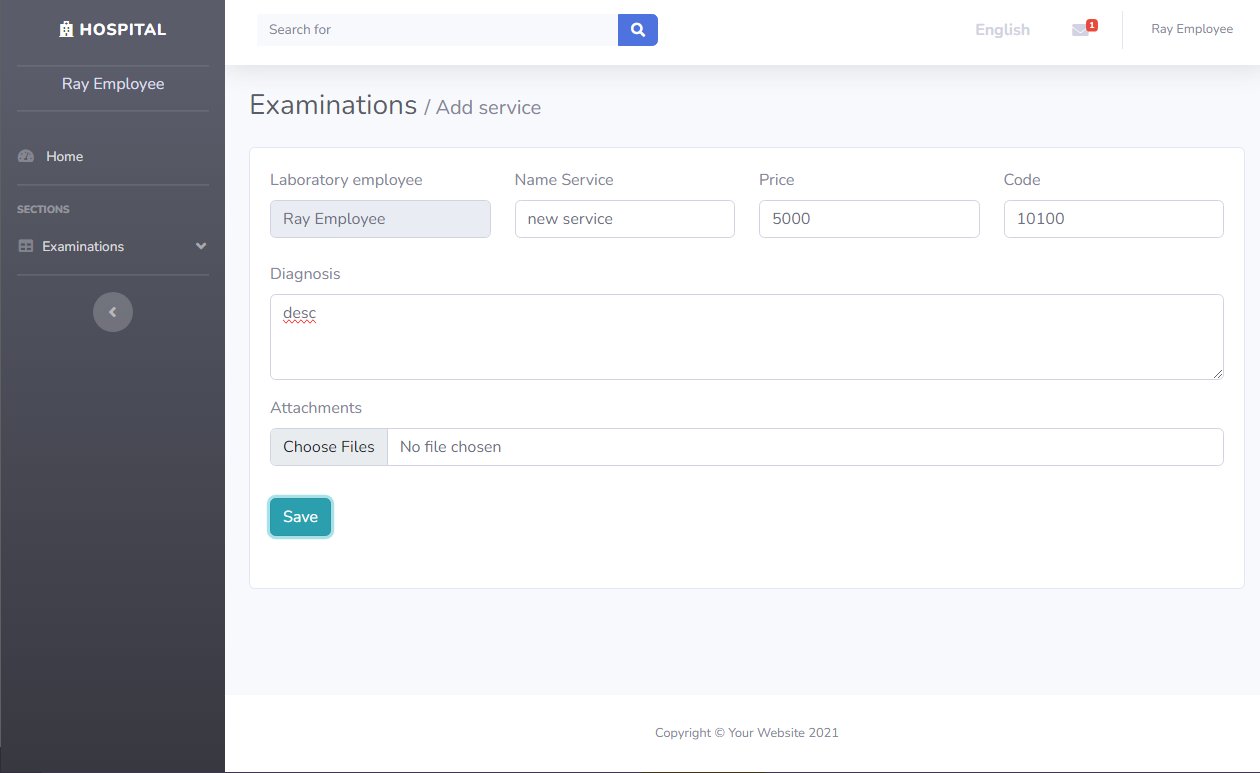 HOSPITAL
Ray Employee
Home
SECTIONS
Examinations
Search for
English
1
Ray Employee
Examinations / Add service
Laboratory employee
Name Service
Price
Code
Ray Employee
new service
5000
10100
Diagnosis
desc
Attachments
Choose Files
No file chosen
Save
Copyright © Your Website 2021